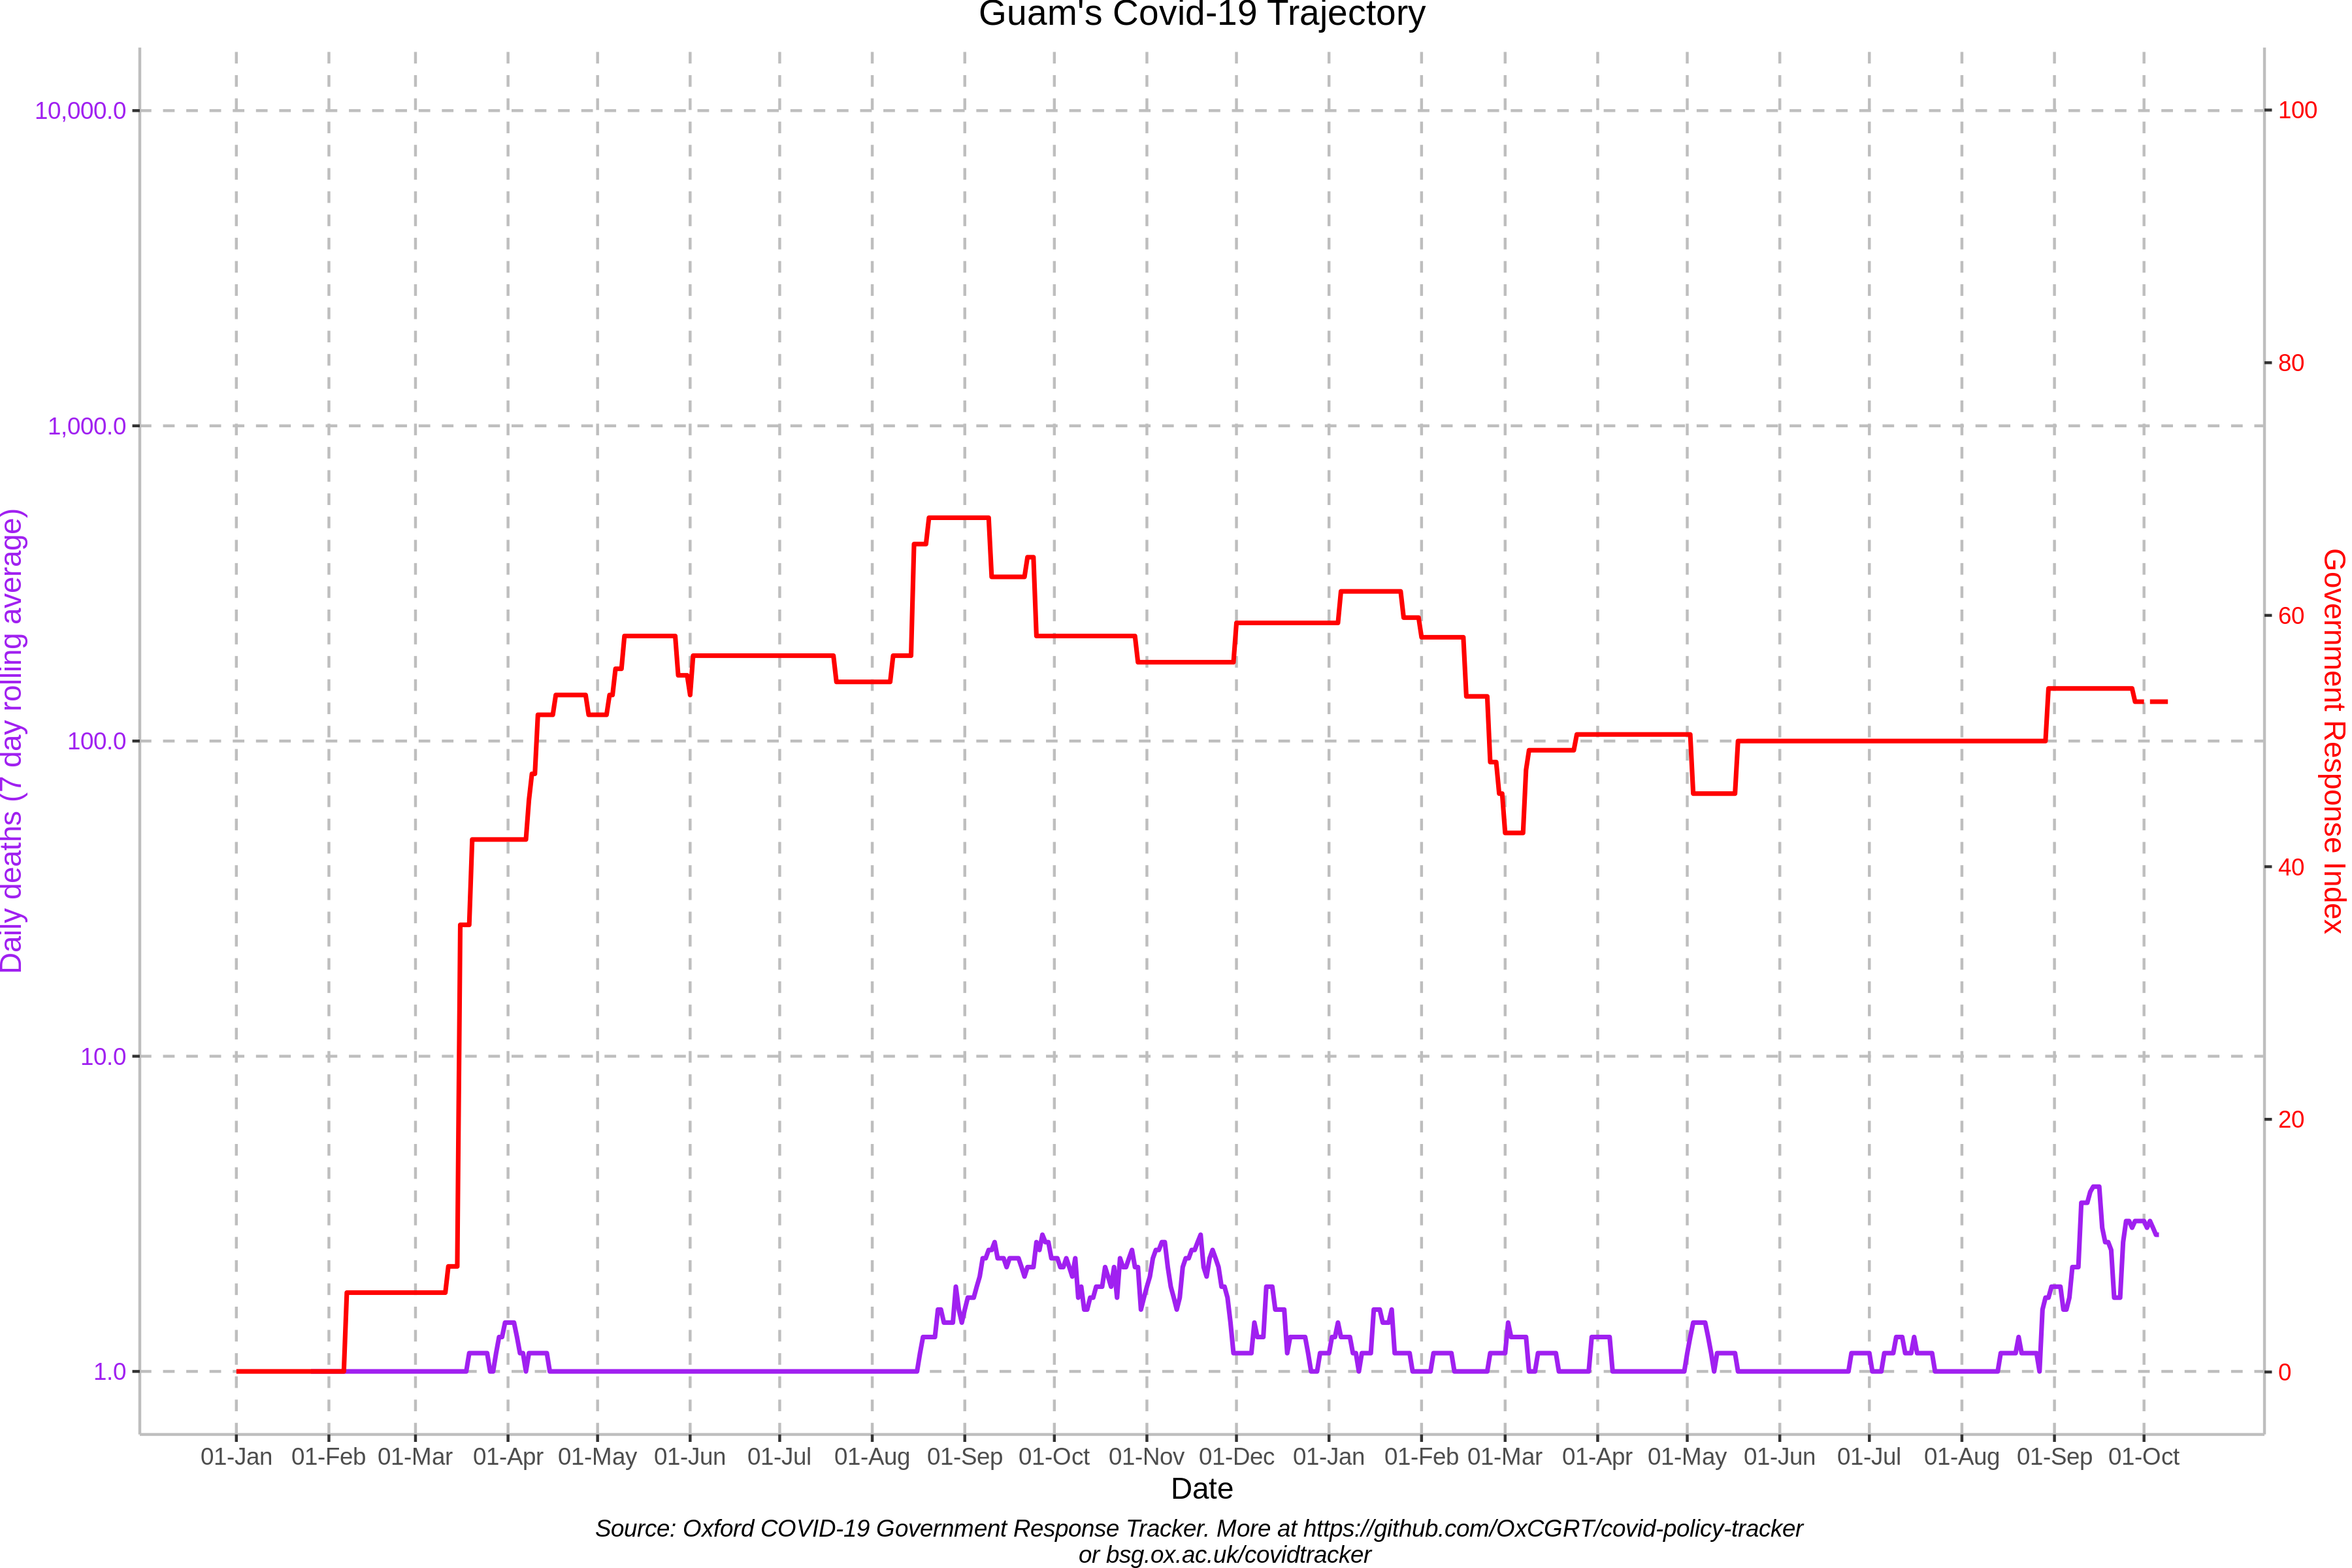 Guam's Covid-19 Trajectory
10,000.0
1,000.0
100.0
10.0
1.0
Daily deaths (7 day rolling average)
100
80
60
40
20
0
Government Response Index
01-Jan 01-Feb 01-Mar 01-Apr 01-May 01-Jun 01-Jul 01-Aug 01-Sep 01-Oct 01-Nov 01-Dec 01-Jan 01-Feb 01-Mar 01-Apr 01-May 01-Jun 01-Jul 01-Aug 01-Sep 01-Oct
Date
Source: Oxford COVID-19 Government Response Tracker. More at https://github.com/OxCGRT/covid-policy-tracker
or bsg.ox.ac.uk/covidtracker